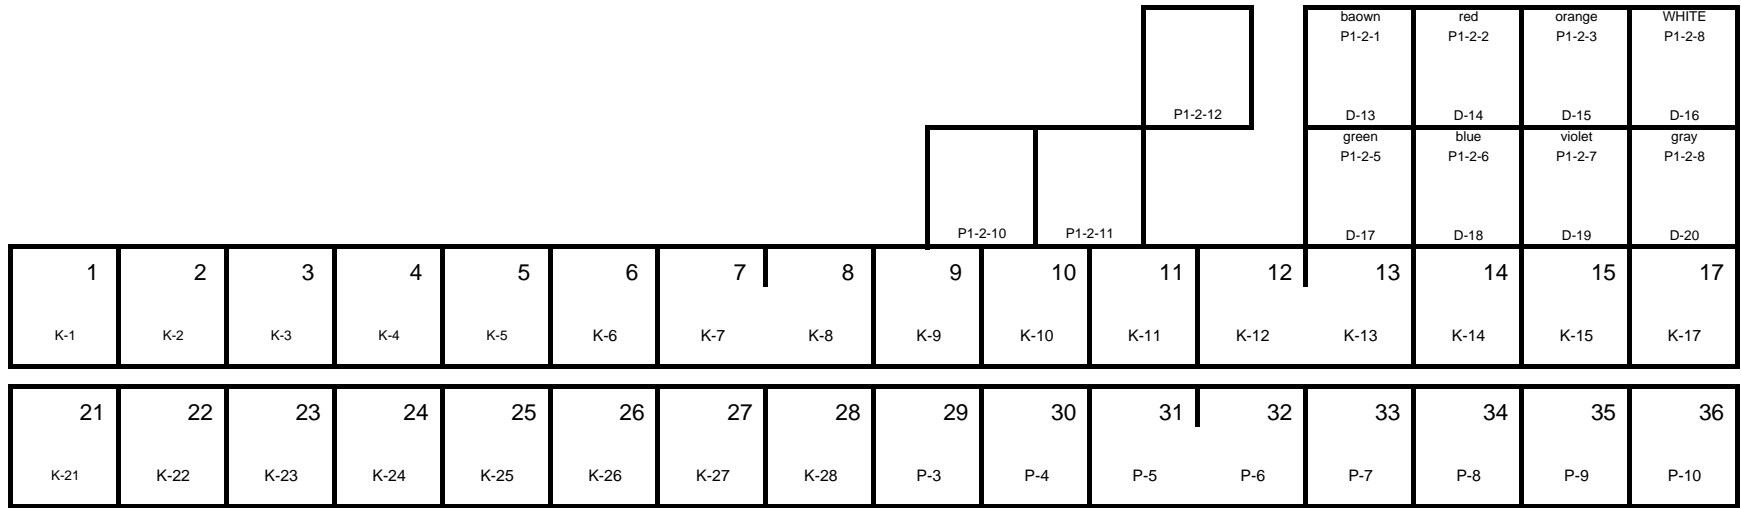 baown red orange WHITE
P1-2-1 P1-2-2 P1-2-3 P1-2-8
P1-2-12 D-13 D-14 D-15 D-16
green blue violet gray
P1-2-5 P1-2-6 P1-2-7 P1-2-8
P1-2-10 P1-2-11 D-17 D-18 D-19 D-20
1 2 3 4 5 6 7 8 9 10 11 12 13 14 15 17
K-1 K-2 K-3 K-4 K-5 K-6 K-7 K-8 K-9 K-10 K-11 K-12 K-13 K-14 K-15 K-17
21 22 23 24 25 26 27 28 29 30 31 32 33 34 35 36
K-21 K-22 K-23 K-24 K-25 K-26 K-27 K-28 P-3 P-4 P-5 P-6 P-7 P-8 P-9 P-10